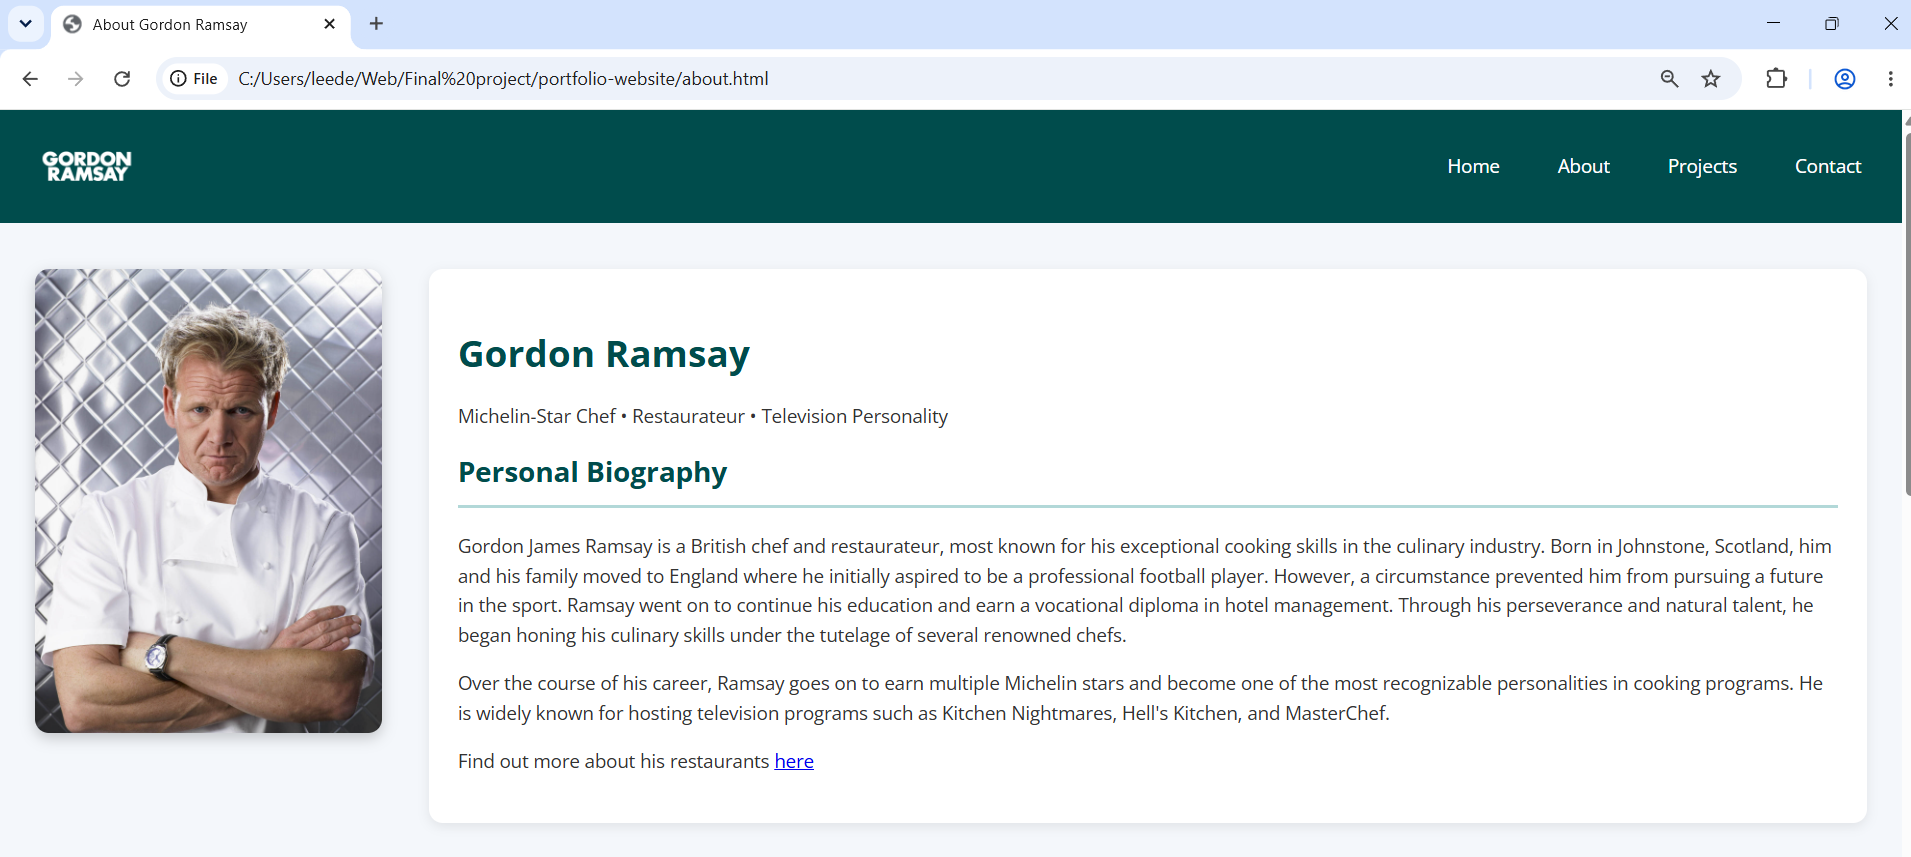 About Gordon Ramsay
File C:/Users/leede/Web/Final%20project/portfolio-website/about.html
GORDON
RAMSAY
Home About Projects Contact
Gordon Ramsay
Michelin-Star Chef • Restaurateur • Television Personality
Personal Biography
Gordon James Ramsay is a British chef and restaurateur, most known for his exceptional cooking skills in the culinary industry. Born in Johnstone, Scotland, him
and his family moved to England where he initially aspired to be a professional football player. However, a circumstance prevented him from pursuing a future
in the sport. Ramsay went on to continue his education and earn a vocational diploma in hotel management. Through his perseverance and natural talent, he
began honing his culinary skills under the tutelage of several renowned chefs.
Over the course of his career, Ramsay goes on to earn multiple Michelin stars and become one of the most recognizable personalities in cooking programs. He
is widely known for hosting television programs such as Kitchen Nightmares, Hell's Kitchen, and MasterChef.
Find out more about his restaurants here